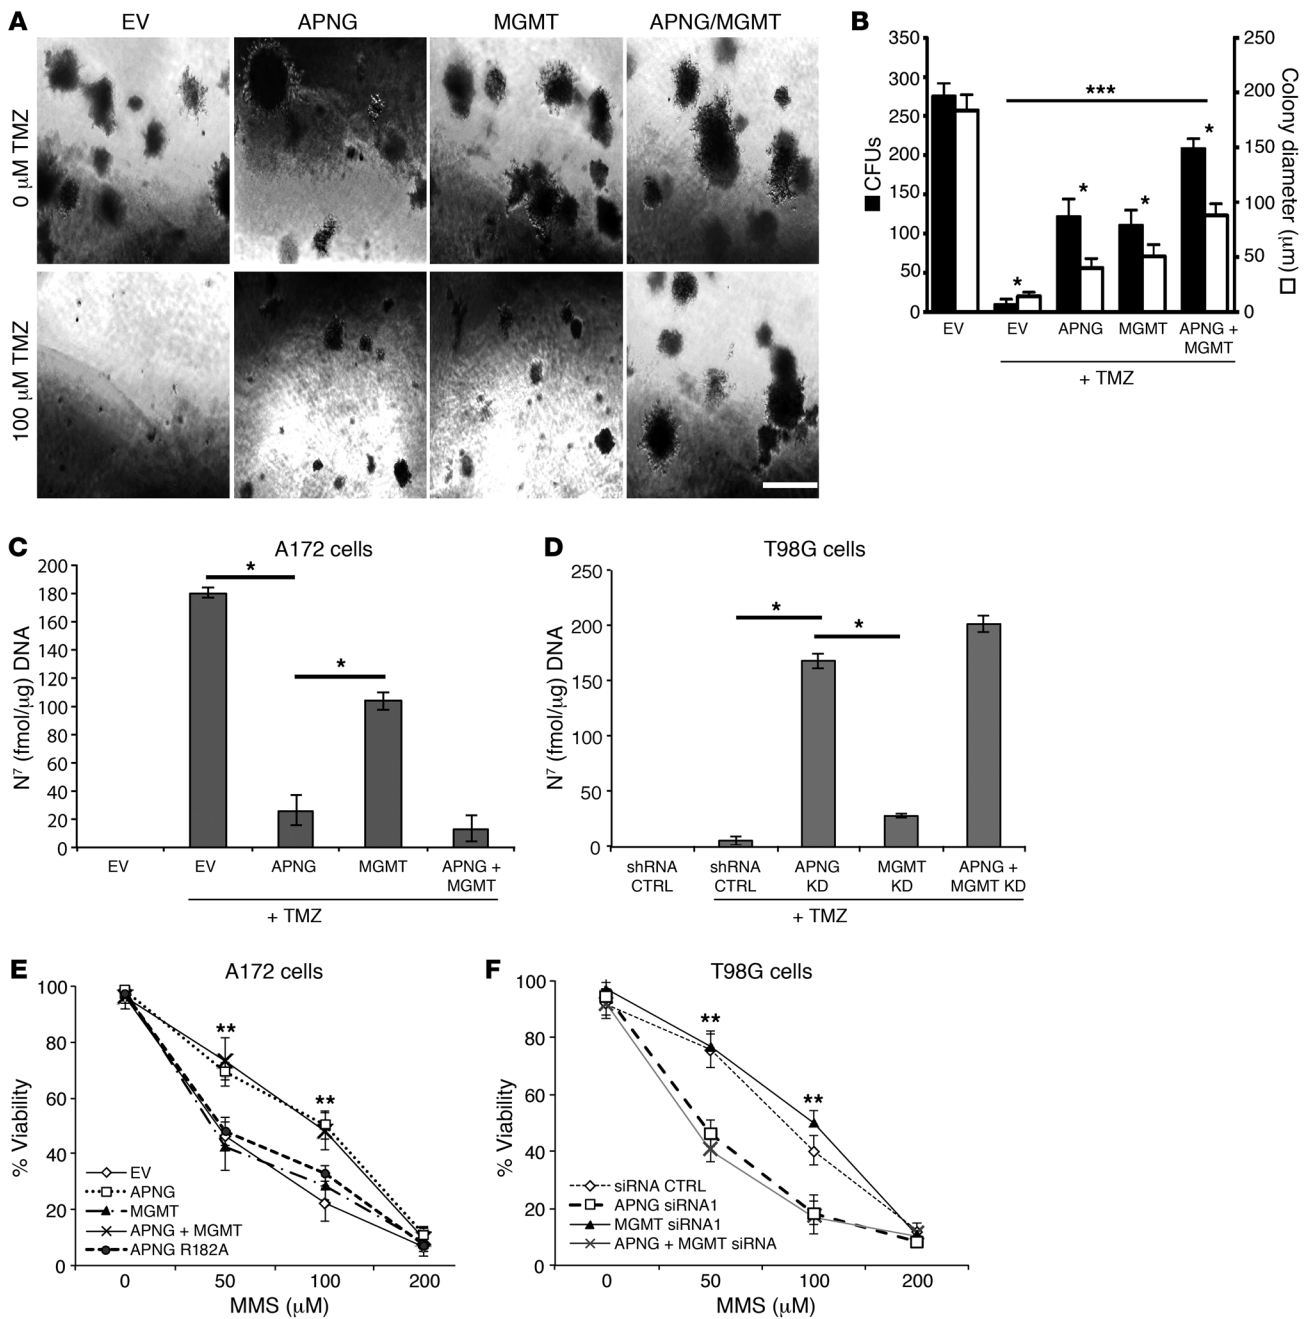 A
EV APNG MGMT APNG/MGMT
0 μM TMZ
100 μM TMZ
B
350
300
250
200
150
100
50
0
CFUs
250
200
150
100
50
0
Colony diameter (μm)
***
* * * *
EV EV APNG MGMT APNG +
MGMT
+ TMZ
C
A172 cells
200
180
160
140
120
100
80
60
40
20
0
N⁷ (fmol/μg) DNA
*
*
EV EV APNG MGMT APNG +
MGMT
+ TMZ
D
T98G cells
250
200
150
100
50
0
N⁷ (fmol/μg) DNA
*
*
shRNA shRNA APNG MGMT APNG +
CTRL CTRL KD KD MGMT KD
+ TMZ
E
A172 cells
100
80
60
40
20
0
% Viability
**
**
EV
APNG
MGMT
APNG + MGMT
APNG R182A
0 50 100 200
MMS (μM)
F
T98G cells
100
80
60
40
20
0
% Viability
**
**
siRNA CTRL
APNG siRNA1
MGMT siRNA1
APNG + MGMT siRNA
0 50 100 200
MMS (μM)